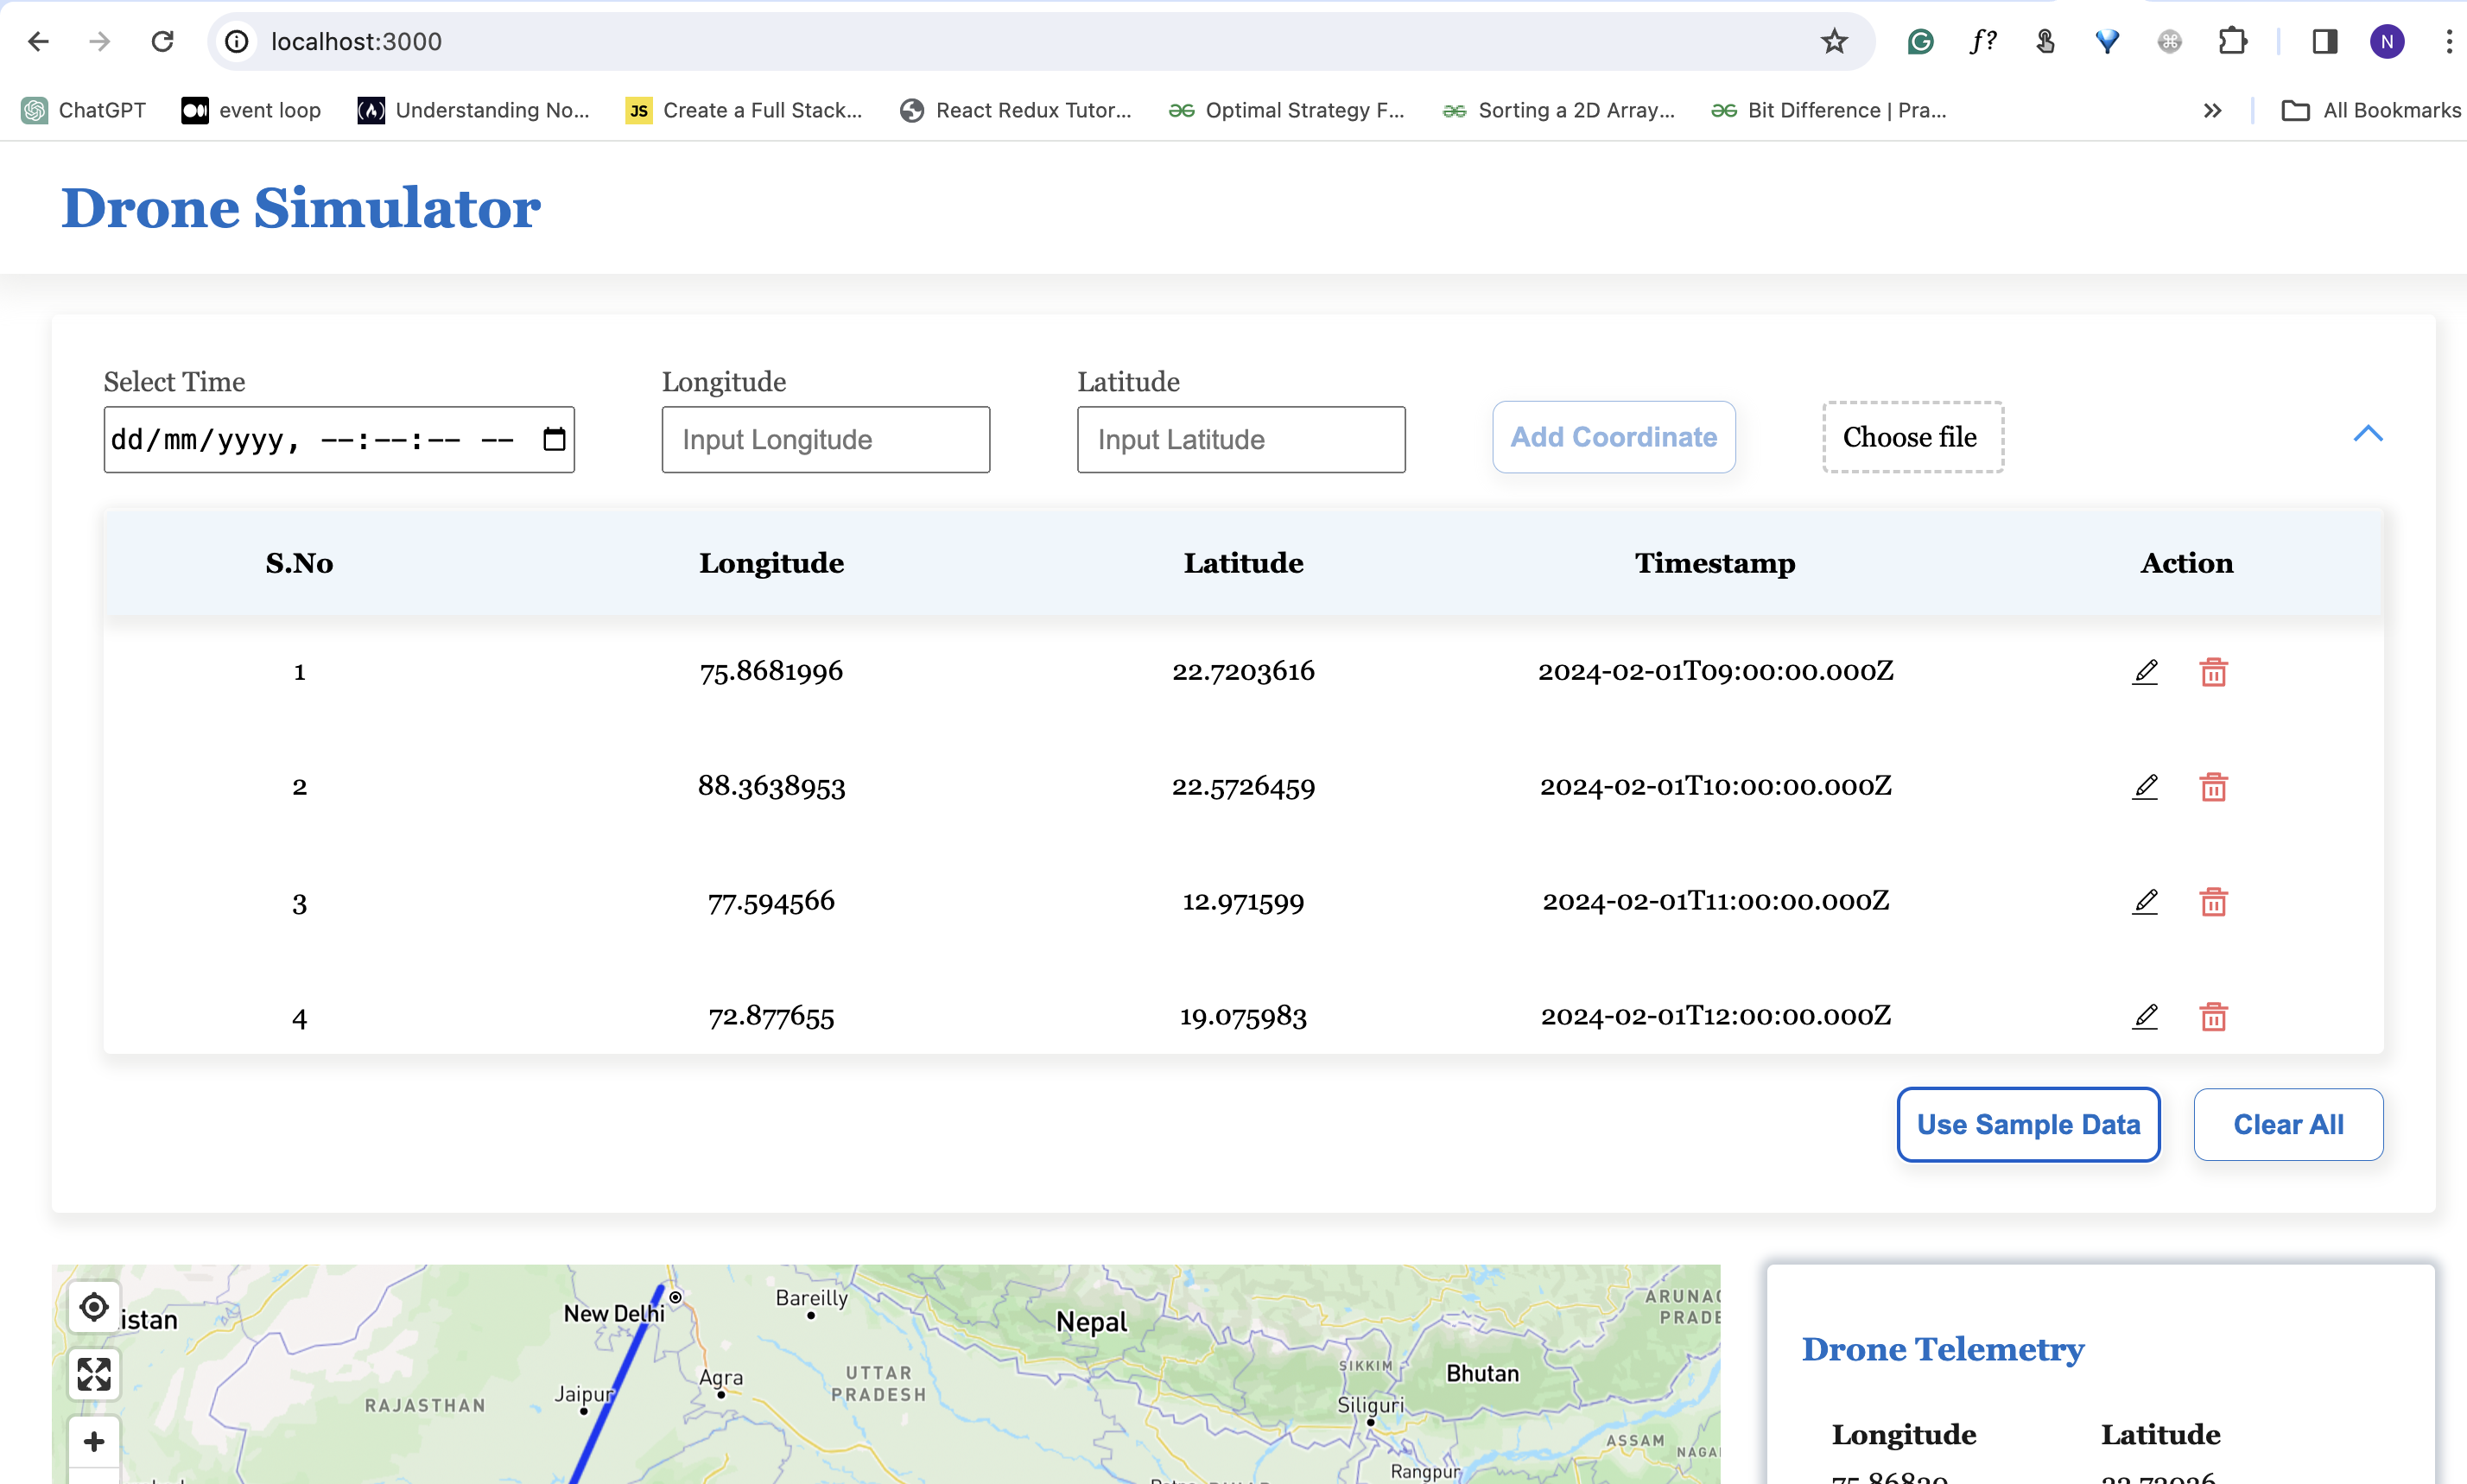 localhost:3000
N
ChatGPT
event loop
Understanding No...
JS
Create a Full Stack...
React Redux Tutor...
Optimal Strategy F...
Sorting a 2D Array...
Bit Difference | Pra...
All Bookmarks
Drone Simulator
Select Time
Longitude
Latitude
dd/mm/yyyy, --:--:-- --
Input Longitude
Input Latitude
Add Coordinate
Choose file
S.No Longitude Latitude Timestamp Action
1 75.8681996 22.7203616 2024-02-01T09:00:00.000Z
2 88.3638953 22.5726459 2024-02-01T10:00:00.000Z
3 77.594566 12.971599 2024-02-01T11:00:00.000Z
4 72.877655 19.075983 2024-02-01T12:00:00.000Z
Use Sample Data
Clear All
istan
New Delhi
Bareilly
Nepal
ARUNAC
PRADE
Agra
UTTAR
PRADESH
SIKKIM
Bhutan
Jaipur
RAJASTHAN
Siliguri
ASSAM
NAGAI
Rangpur
Drone Telemetry
Longitude Latitude
75.86820 22.72036